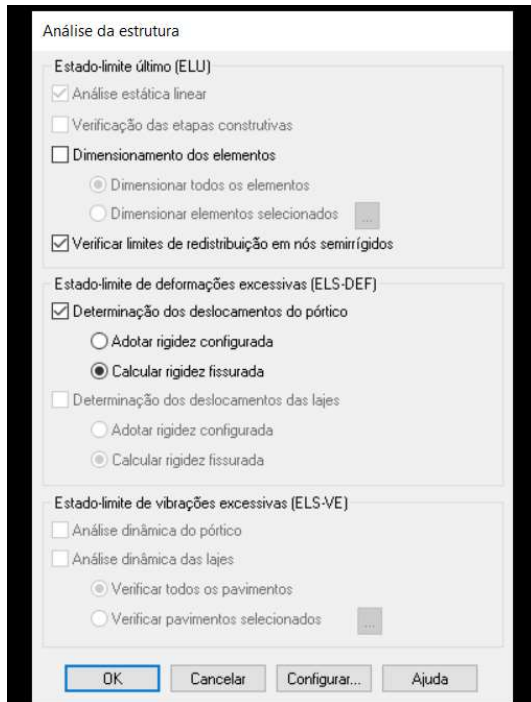 Análise da estrutura
Estado-limite último (ELU)
Análise estática linear
Verificação das etapas construtivas
Dimensionamento dos elementos
Dimensionar todos os elementos
Dimensionar elementos selecionados ...
Verificar limites de redistribuição em nós semirrígidos
Estado-limite de deformações excessivas (ELS-DEF)
Determinação dos deslocamentos do pórtico
Adotar rigidez configurada
Calcular rigidez fissurada
Determinação dos deslocamentos das lajes
Adotar rigidez configurada
Calcular rigidez fissurada
Estado-limite de vibrações excessivas (ELS-VE)
Análise dinâmica do pórtico
Análise dinâmica das lajes
Verificar todos os pavimentos
Verificar pavimentos selecionados ...
OK Cancelar Configurar... Ajuda